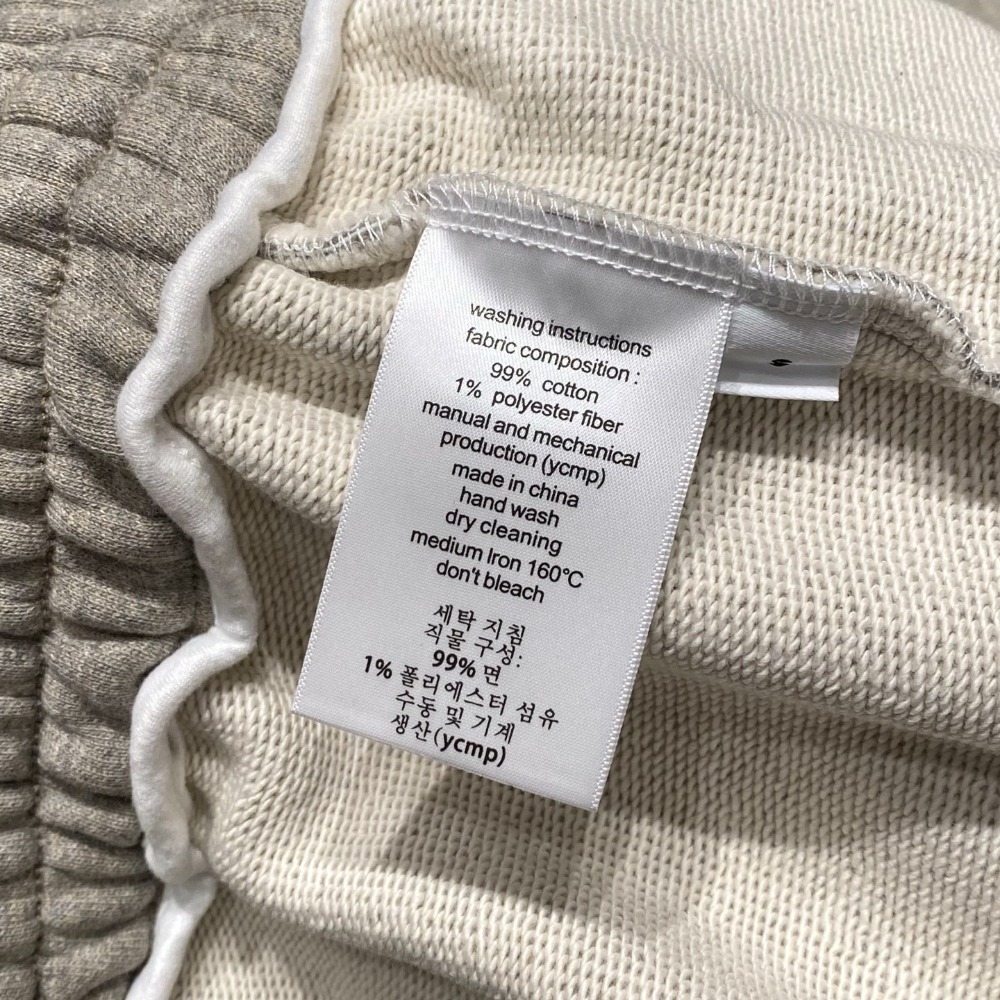 washing instructions
fabric composition :
99% cotton
1% polyester fiber
manual and mechanical
production (ycmp)
made in china
hand wash
dry cleaning
medium Iron 160℃
don't bleach
세탁 지침
직물 구성:
99% 면
1% 폴리에스터 섬유
수동 및 기계
생산(ycmp)